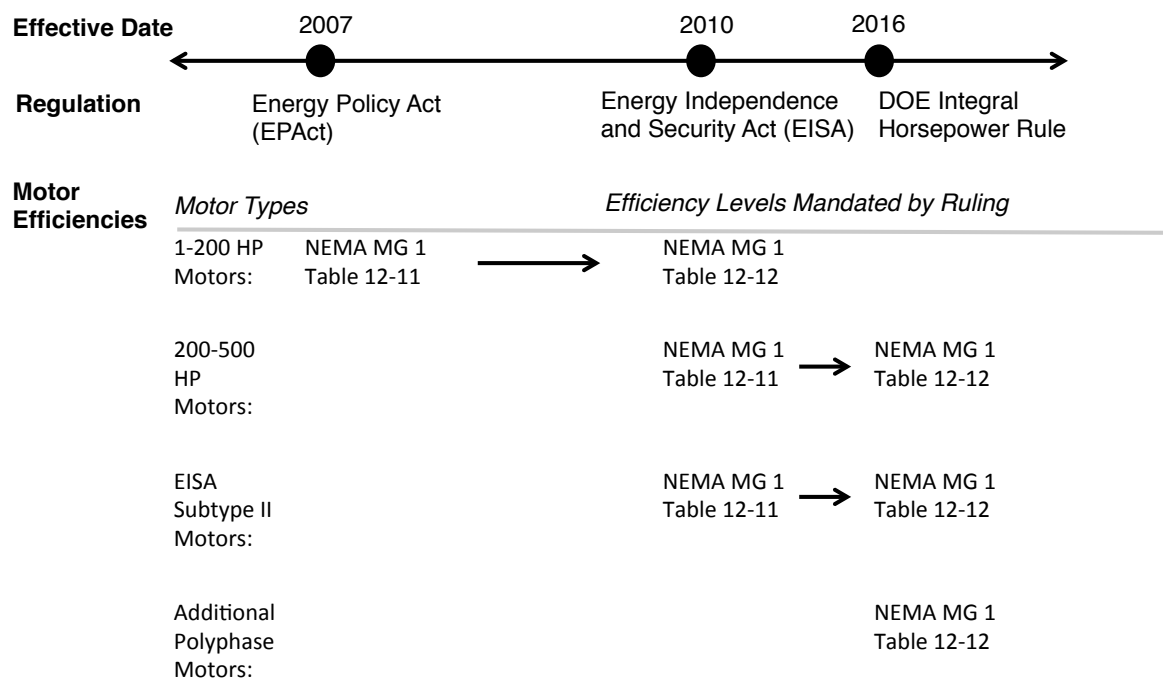 Effective Date 2007 2010 2016
Regulation Energy Policy Act Energy Independence DOE Integral
(EPAct) and Security Act (EISA) Horsepower Rule
Motor
Efficiencies Motor Types Efficiency Levels Mandated by Ruling
1-200 HP NEMA MG 1 NEMA MG 1
Motors: Table 12-11 Table 12-12
200-500 NEMA MG 1 NEMA MG 1
HP Table 12-11 Table 12-12
Motors:
EISA NEMA MG 1 NEMA MG 1
Subtype II Table 12-11 Table 12-12
Motors:
Additional NEMA MG 1
Polyphase Table 12-12
Motors: